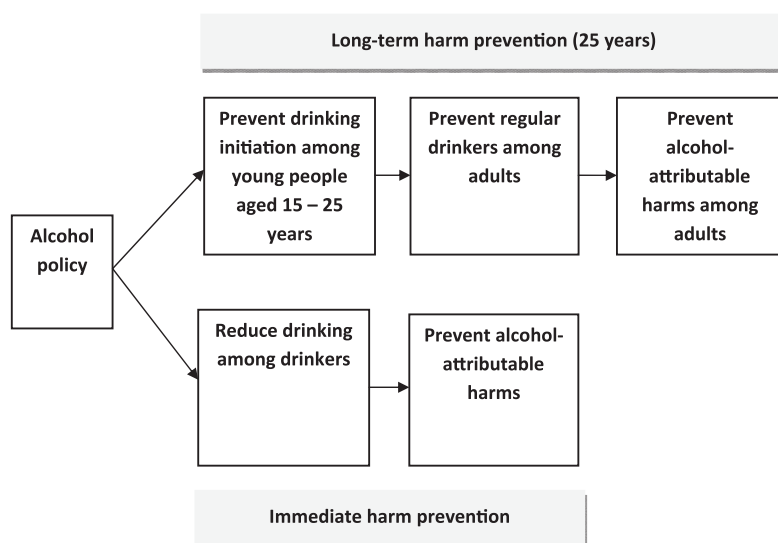 Long-term harm prevention (25 years)
Prevent drinking
initiation among
young people
aged 15 – 25
years
Prevent regular
drinkers among
adults
Prevent
alcohol-
attributable
harms among
adults
Alcohol
policy
Reduce drinking
among drinkers
Prevent alcohol-
attributable
harms
Immediate harm prevention